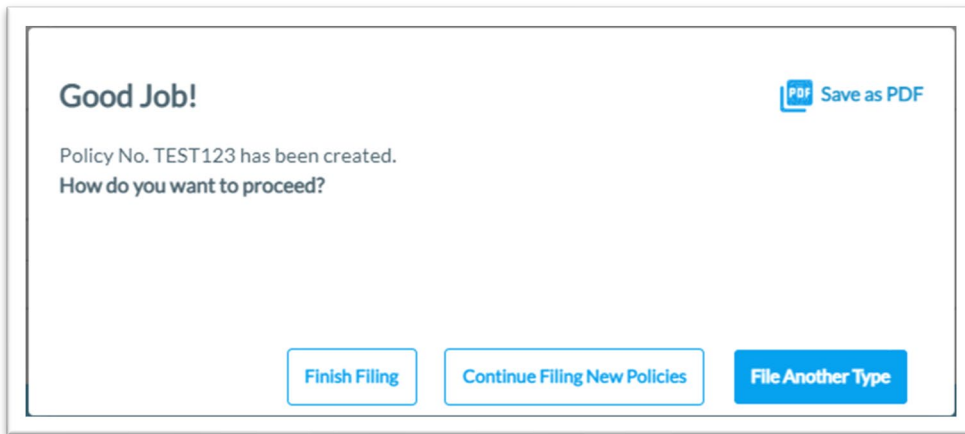 Good Job!
PDF Save as PDF
Policy No. TEST123 has been created.
How do you want to proceed?
Finish Filing
Continue Filing New Policies
File Another Type